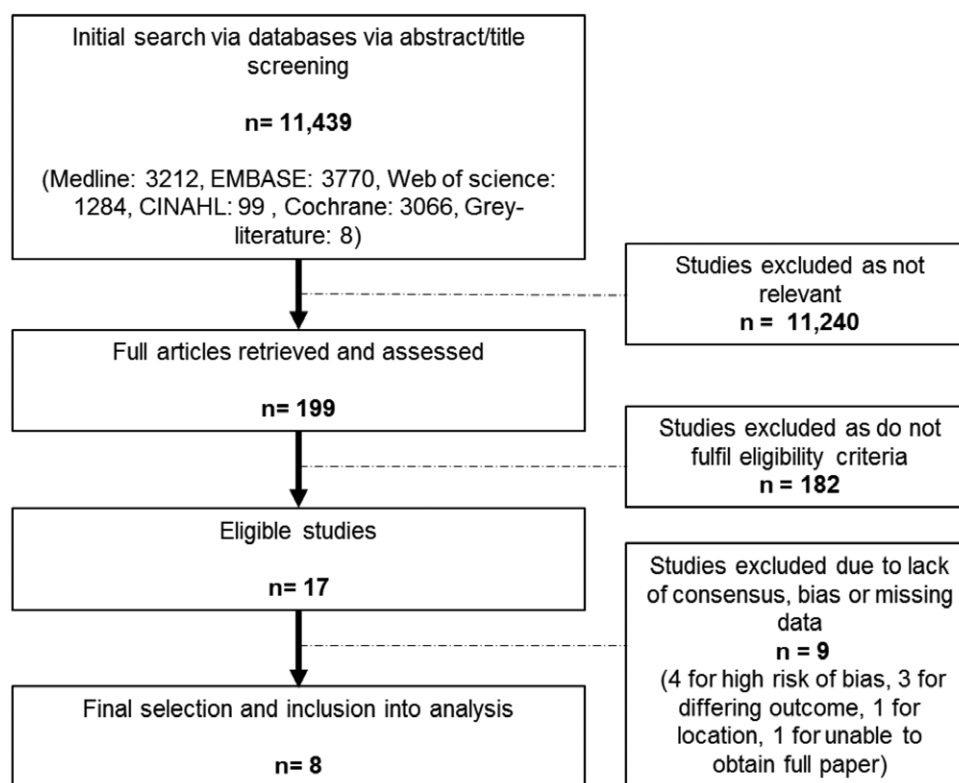 Initial search via databases via abstract/title
screening
n= 11,439
(Medline: 3212, EMBASE: 3770, Web of science:
1284, CINAHL: 99 , Cochrane: 3066, Grey-
literature: 8)
Studies excluded as not
relevant
n = 11,240
Full articles retrieved and assessed
n= 199
Studies excluded as do not
fulfil eligibility criteria
n = 182
Eligible studies
n= 17
Studies excluded due to lack
of consensus, bias or missing
data
n = 9
(4 for high risk of bias, 3 for
differing outcome, 1 for
location, 1 for unable to
obtain full paper)
Final selection and inclusion into analysis
n= 8